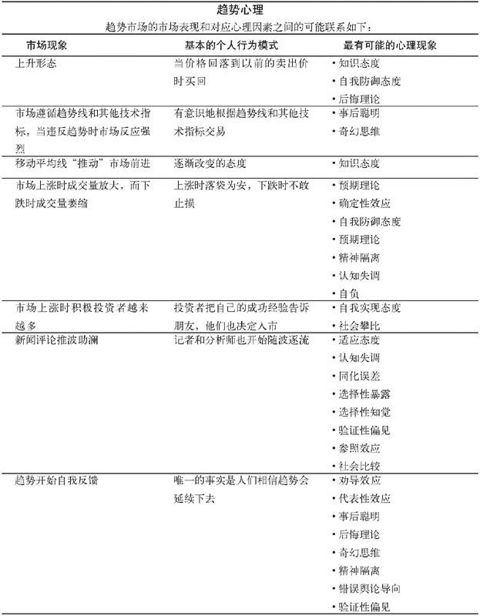 趋势心理
趋势市场的市场表现和对应心理因素之间的可能联系如下：
市场现象 基本的个人行为模式 最有可能的心理现象
上升形态 当价格回落到以前的卖出价 ·知识态度
时买回 ·自我防御态度
·后悔理论
市场遵循趋势线和其他技术指 有意识地根据趋势线和其他技 ·事后聪明
标，当违反趋势时市场反应强 术指标交易 ·奇幻思维
烈
移动平均线“推动”市场前进 逐渐改变的态度 ·知识态度
市场上涨时成交量放大，而下 上涨时落袋为安，下跌时不敢 ·预期理论
跌时成交量萎缩 止损 ·确定性效应
·自我防御态度
·预期理论
·精神隔离
·认知失调
·自负
市场上涨时积极投资者越来 投资者把自己的成功经验告诉 ·自我实现态度
越多 朋友，他们也决定入市 ·社会攀比
新闻评论推波助澜 记者和分析师也开始随波逐流 ·适应态度
·认知失调
·同化误差
·选择性暴露
·选择性知觉
·验证性偏见
·参照效应
·社会比较
趋势开始自我反馈 唯一的事实是人们相信趋势会 ·劝导效应
延续下去 ·代表性效应
·事后聪明
·后悔理论
·奇幻思维
·精神隔离
·错误舆论导向
·验证性偏见